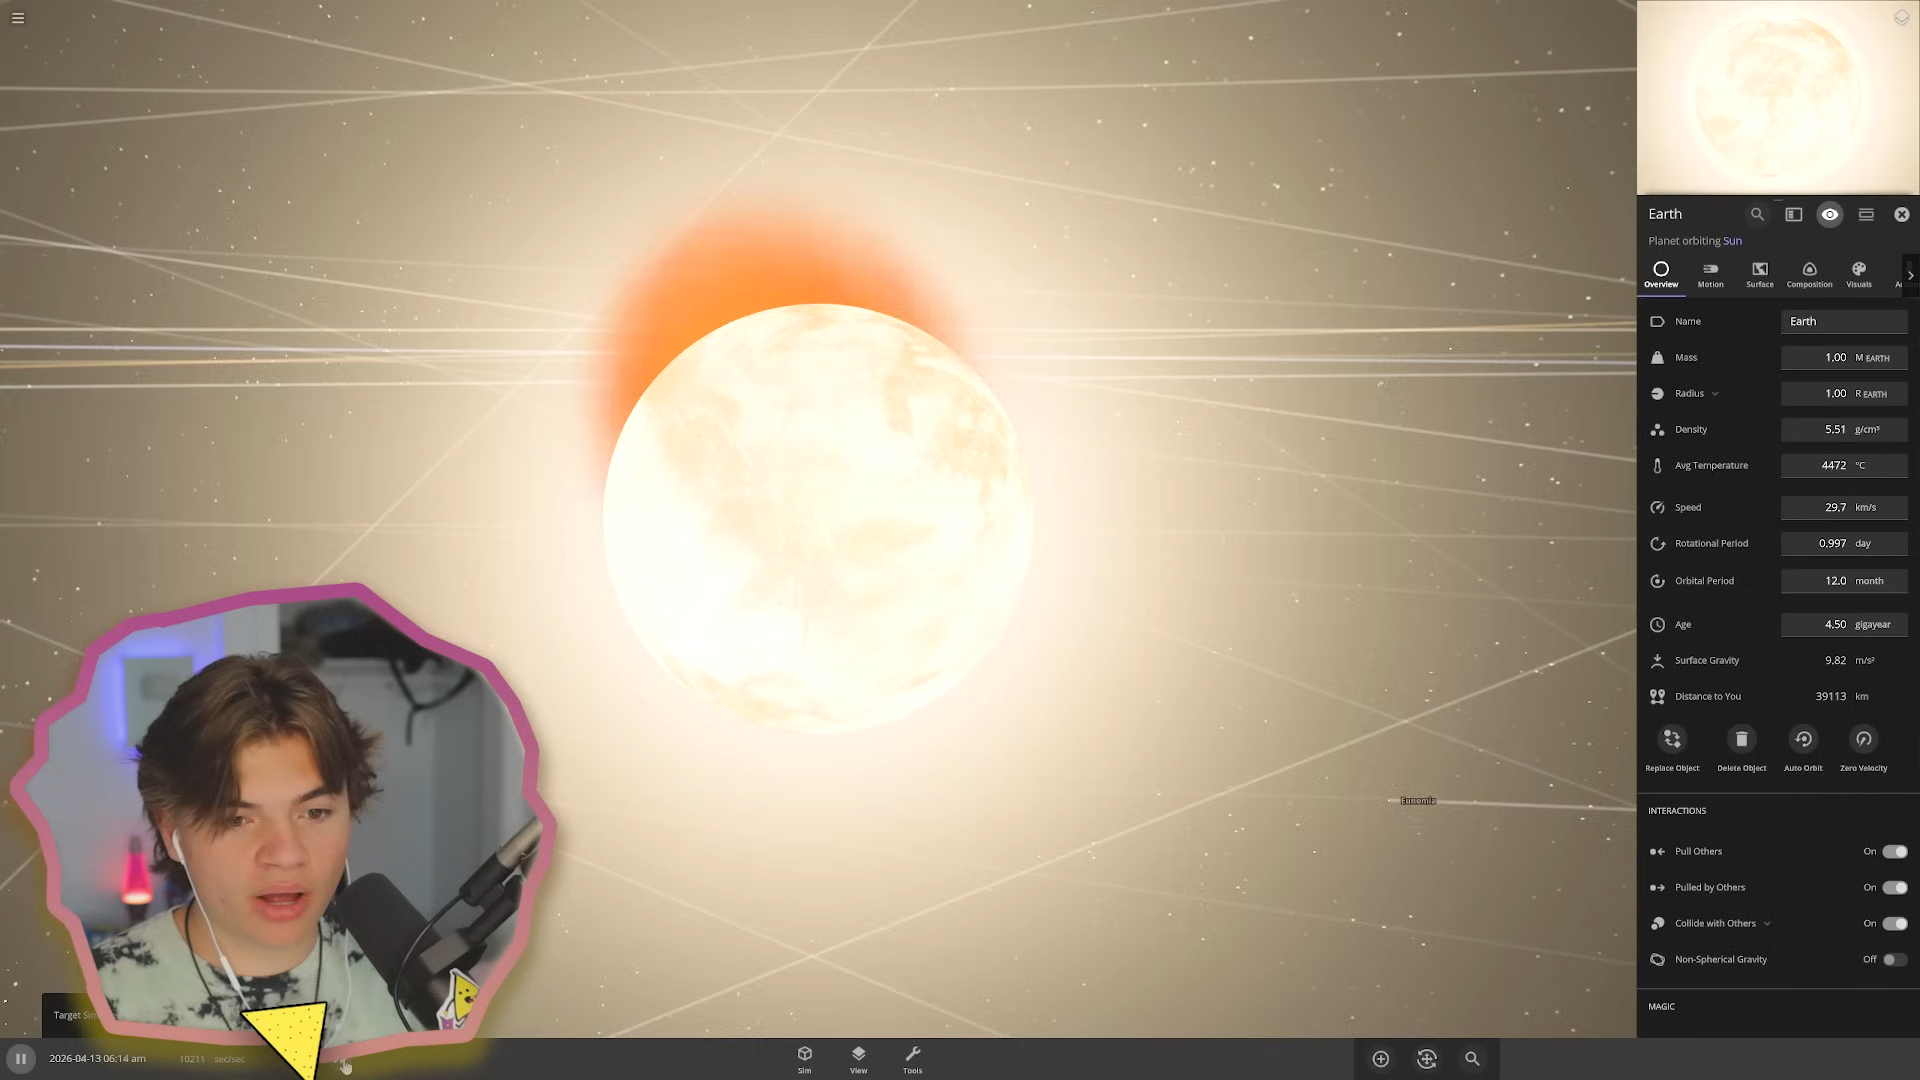 Earth
Planet orbiting Sun
Overview
Motion
Surface
Composition
Visuals
Name
Earth
Mass
1.00 M EARTH
Radius
1.00 R EARTH
Density
5.51 g/cm³
Avg Temperature
4472 °C
Speed
29.7 km/s
Rotational Period
0.997 day
Orbital Period
12.0 month
Age
4.50 gigayear
Surface Gravity
9.82 m/s²
Distance to You
39113 km
Replace Object
Delete Object
Auto Orbit
Zero Velocity
Eunomia
INTERACTIONS
Pull Others
On
Pulled by Others
On
Collide with Others
On
Non-Spherical Gravity
Off
MAGIC
Target
2026-04-13 06:14 am
10211 sec/sec
Sim
View
Tools